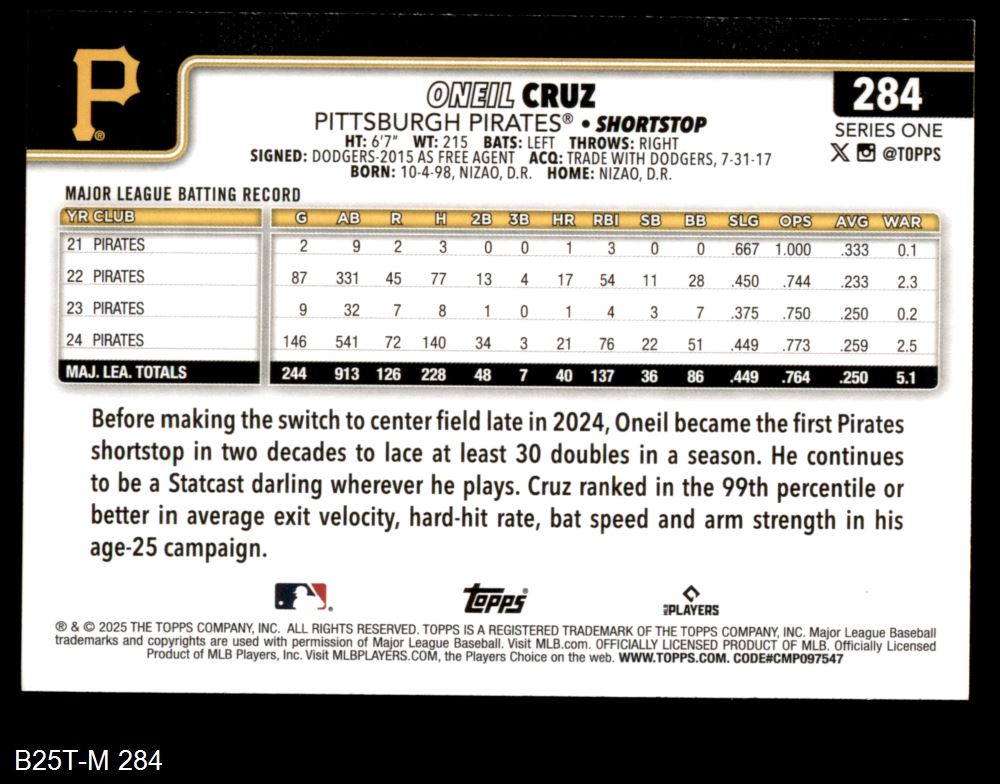 P®
ONEIL CRUZ
284
PITTSBURGH PIRATES® • SHORTSTOP
SERIES ONE
HT: 6'7" WT: 215 BATS: LEFT THROWS: RIGHT
@TOPPS
SIGNED: DODGERS-2015 AS FREE AGENT ACQ: TRADE WITH DODGERS, 7-31-17
BORN: 10-4-98, NIZAO, D.R. HOME: NIZAO, D.R.
MAJOR LEAGUE BATTING RECORD
YR CLUB G AB R H 2B 3B HR RBI SB BB SLG OPS AVG WAR
21 PIRATES 2 9 2 3 0 0 1 3 0 0 .667 1.000 .333 0.1
22 PIRATES 87 331 45 77 13 4 17 54 11 28 .450 .744 .233 2.3
23 PIRATES 9 32 7 8 1 0 1 4 3 7 .375 .750 .250 0.2
24 PIRATES 146 541 72 140 34 3 21 76 22 51 .449 .773 .259 2.5
MAJ. LEA. TOTALS 244 913 126 228 48 7 40 137 36 86 .449 .764 .250 5.1
Before making the switch to center field late in 2024, Oneil became the first Pirates
shortstop in two decades to lace at least 30 doubles in a season. He continues
to be a Statcast darling wherever he plays. Cruz ranked in the 99th percentile or
better in average exit velocity, hard-hit rate, bat speed and arm strength in his
age-25 campaign.
Topps® MLB PLAYERS
® & © 2025 THE TOPPS COMPANY, INC. ALL RIGHTS RESERVED. TOPPS IS A REGISTERED TRADEMARK OF THE TOPPS COMPANY, INC. Major League Baseball
trademarks and copyrights are used with permission of Major League Baseball. Visit MLB.com. OFFICIALLY LICENSED PRODUCT OF MLB. Officially Licensed
Product of MLB Players, Inc. Visit MLBPLAYERS.COM, the Players Choice on the web. WWW.TOPPS.COM. CODE#CMP097547
B25T-M 284